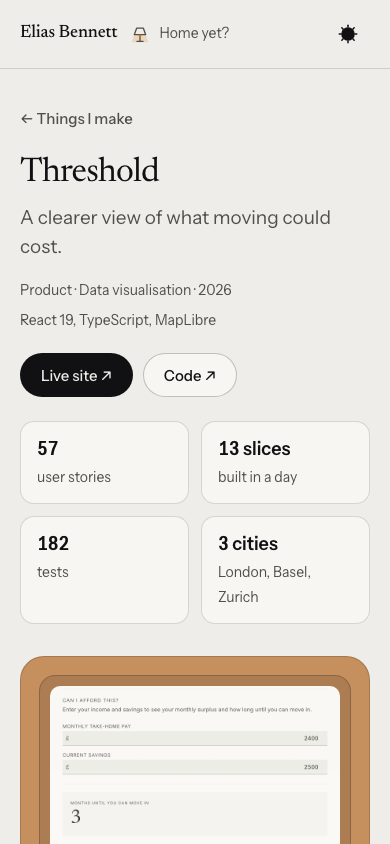 Elias Bennett Home yet?
← Things I make
Threshold
A clearer view of what moving could
cost.
Product · Data visualisation · 2026
React 19, TypeScript, MapLibre
Live site ↗ Code ↗
57
user stories
13 slices
built in a day
182
tests
3 cities
London, Basel,
Zurich
CAN I AFFORD THIS?
Enter your income and savings to see your monthly surplus and how long until you can move in.
MONTHLY TAKE-HOME PAY
£ 2400
CURRENT SAVINGS
£ 2500
MONTHS UNTIL YOU CAN MOVE IN
3